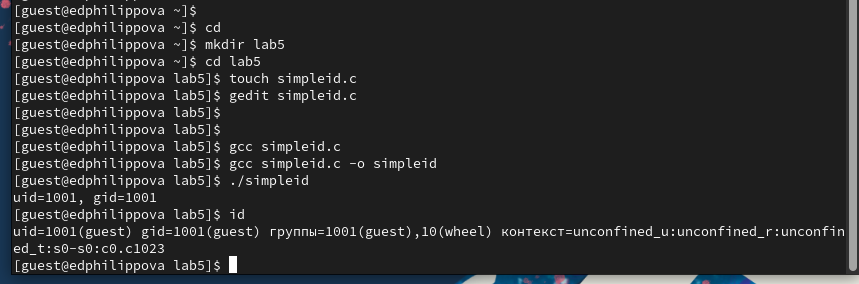 [guest@edphilippova ~]$
[guest@edphilippova ~]$ cd
[guest@edphilippova ~]$ mkdir lab5
[guest@edphilippova ~]$ cd lab5
[guest@edphilippova lab5]$ touch simpleid.c
[guest@edphilippova lab5]$ gedit simpleid.c
[guest@edphilippova lab5]$
[guest@edphilippova lab5]$
[guest@edphilippova lab5]$ gcc simpleid.c
[guest@edphilippova lab5]$ gcc simpleid.c -o simpleid
[guest@edphilippova lab5]$ ./simpleid
uid=1001, gid=1001
[guest@edphilippova lab5]$ id
uid=1001(guest) gid=1001(guest) группы=1001(guest),10(wheel) контекст=unconfined_u:unconfined_r:unconfin
ed_t:s0-s0:c0.c1023
[guest@edphilippova lab5]$